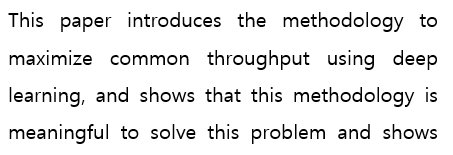 This paper introduces the methodology to
maximize common throughput using deep
learning, and shows that this methodology is
meaningful to solve this problem and shows